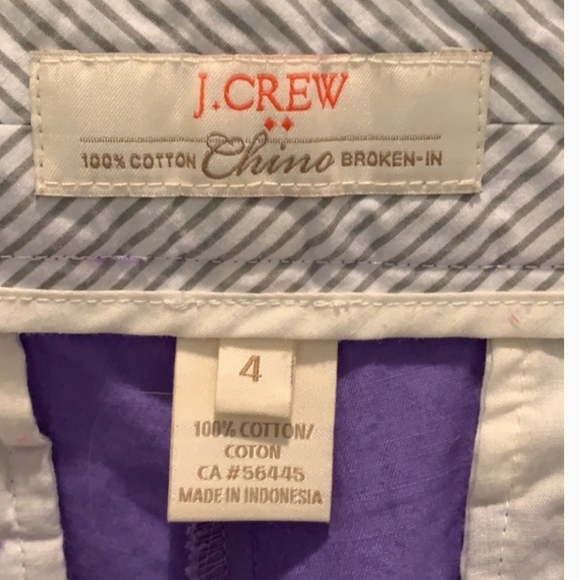 J.CREW
100% COTTON Chino BROKEN-IN
4
100% COTTON/
COTON
CA #56445
MADE IN INDONESIA